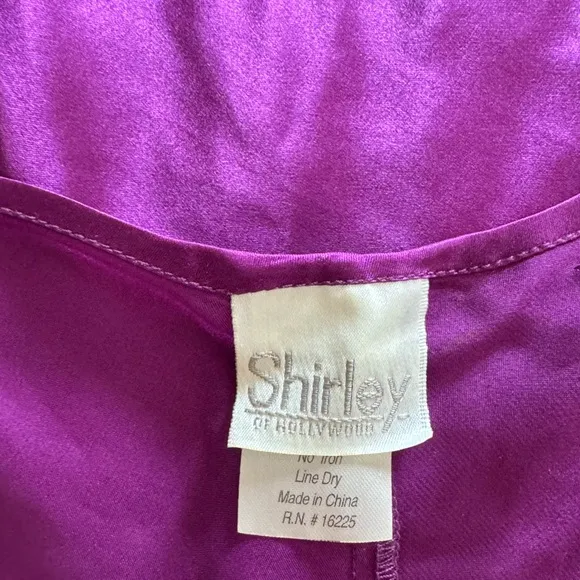 Shirley
OF HOLLYWOOD
No Iron
Line Dry
Made in China
R.N. # 16225